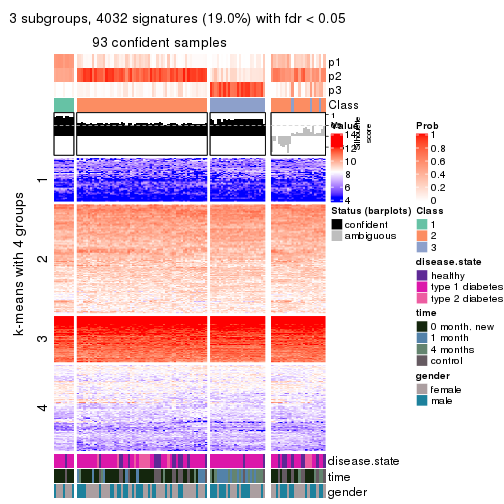 3 subgroups, 4032 signatures (19.0%) with fdr < 0.05
93 confident samples
p1
p2
p3
Class
1
Value
14
12
10
8
6
4
silhouette
score
Prob
1
0.8
0.6
0.4
0.2
0
Status (barplots)
confident
ambiguous
Class
1
2
3
disease.state
healthy
type 1 diabetes
type 2 diabetes
time
0 month. new
1 month
4 months
control
gender
female
male
k-means with 4 groups
1
2
3
4
disease.state
time
gender